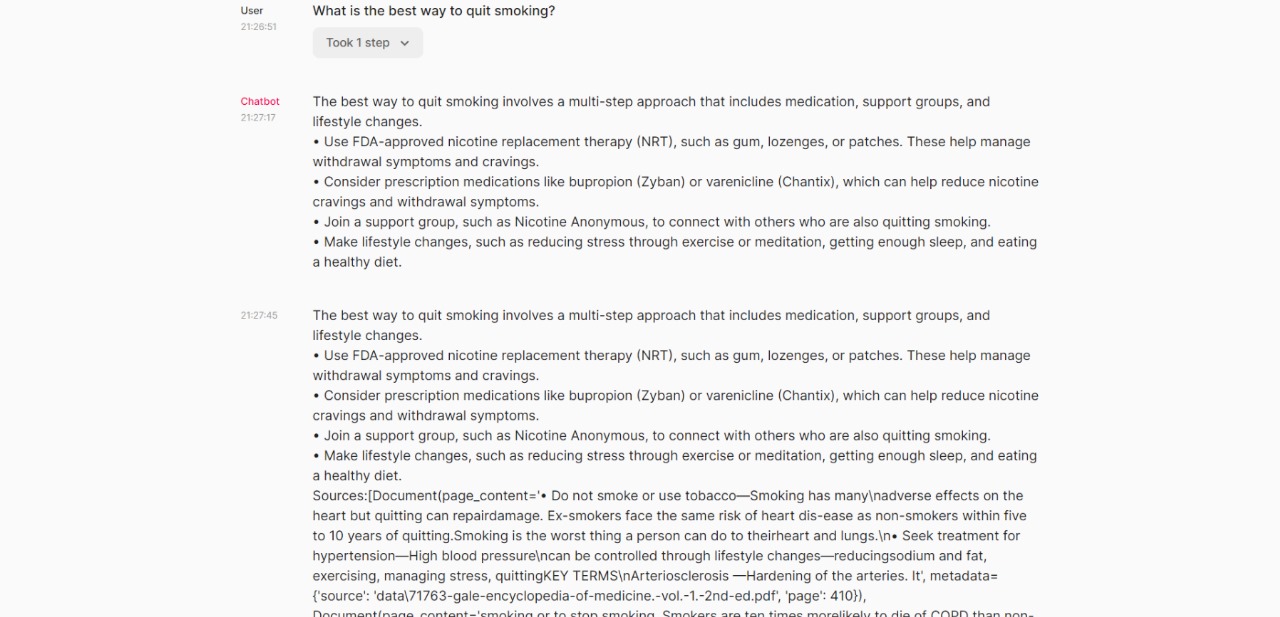 User
What is the best way to quit smoking?
21:26:51
Took 1 step
Chatbot
The best way to quit smoking involves a multi-step approach that includes medication, support groups, and
21:27:17
lifestyle changes.
• Use FDA-approved nicotine replacement therapy (NRT), such as gum, lozenges, or patches. These help manage
withdrawal symptoms and cravings.
• Consider prescription medications like bupropion (Zyban) or varenicline (Chantix), which can help reduce nicotine
cravings and withdrawal symptoms.
• Join a support group, such as Nicotine Anonymous, to connect with others who are also quitting smoking.
• Make lifestyle changes, such as reducing stress through exercise or meditation, getting enough sleep, and eating
a healthy diet.
21:27:45
The best way to quit smoking involves a multi-step approach that includes medication, support groups, and
lifestyle changes.
• Use FDA-approved nicotine replacement therapy (NRT), such as gum, lozenges, or patches. These help manage
withdrawal symptoms and cravings.
• Consider prescription medications like bupropion (Zyban) or varenicline (Chantix), which can help reduce nicotine
cravings and withdrawal symptoms.
• Join a support group, such as Nicotine Anonymous, to connect with others who are also quitting smoking.
• Make lifestyle changes, such as reducing stress through exercise or meditation, getting enough sleep, and eating
a healthy diet.
Sources:[Document(page_content='• Do not smoke or use tobacco—Smoking has many\nadverse effects on the
heart but quitting can repairdamage. Ex-smokers face the same risk of heart dis-ease as non-smokers within five
to 10 years of quitting.Smoking is the worst thing a person can do to theirheart and lungs.\n• Seek treatment for
hypertension—High blood pressure\ncan be controlled through lifestyle changes—reducingsodium and fat,
exercising, managing stress, quittingKEY TERMS\nArteriosclerosis —Hardening of the arteries. It', metadata=
{'source': 'data\71763-gale-encyclopedia-of-medicine.-vol.-1.-2nd-ed.pdf', 'page': 410}),
Document(page_content='smoking or to stop smoking. Smokers are ten times morelikely to die of COPD than non-